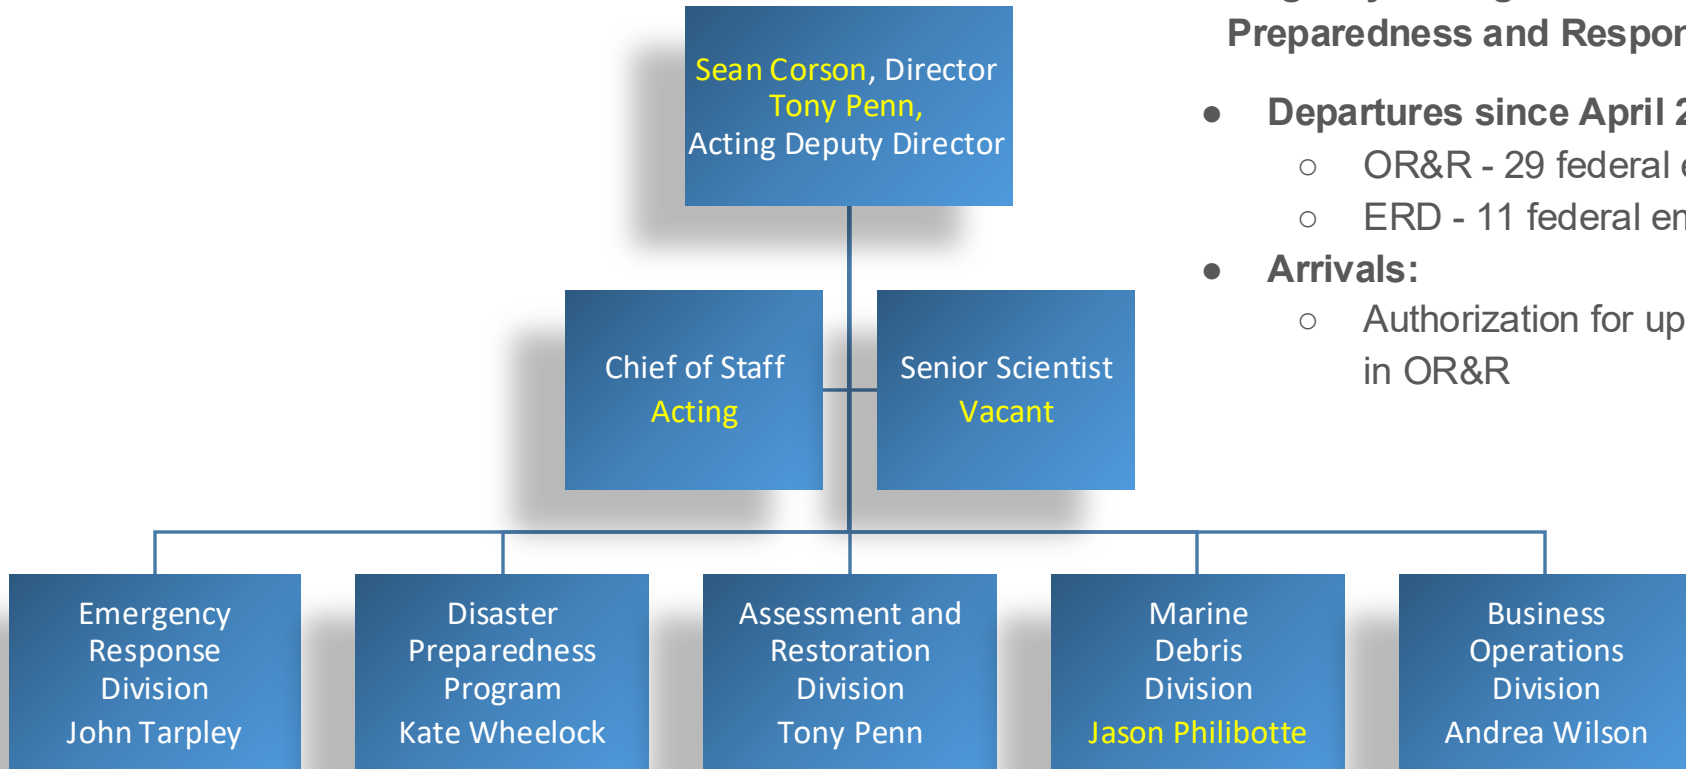 Sean Corson, Director
Tony Penn,
Acting Deputy Director
Preparedness and
● Departures since April
○ OR&R - 29 federal
○ ERD - 11 federal
● Arrivals:
○ Authorization for up
in OR&R
Chief of Staff
Acting
Senior Scientist
Vacant
Emergency
Response
Division
John Tarpley
Disaster
Preparedness
Program
Kate Wheelock
Assessment and
Restoration
Division
Tony Penn
Marine
Debris
Division
Jason Philibotte
Business
Operations
Division
Andrea Wilson